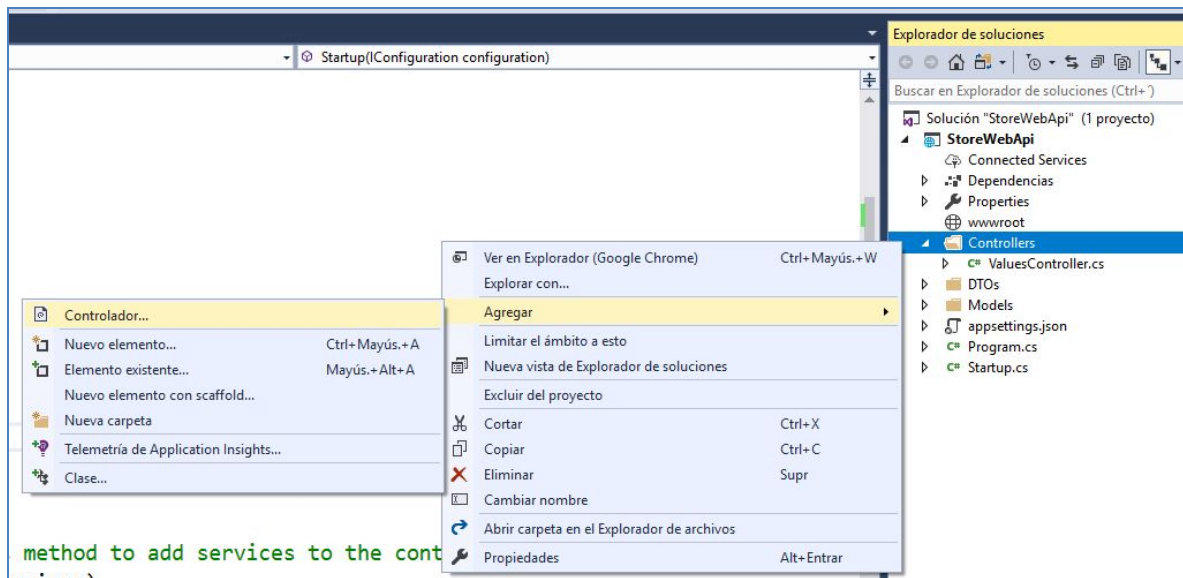 Startup(IConfiguration configuration)
Explorador de soluciones
Buscar en Explorador de soluciones (Ctrl+´)
Solución "StoreWebApi" (1 proyecto)
StoreWebApi
Connected Services
Dependencias
Properties
wwwroot
Controllers
C# ValuesController.cs
DTOs
Models
appsettings.json
C# Program.cs
C# Startup.cs
Ver en Explorador (Google Chrome) Ctrl+Mayús.+W
Explorar con...
Agregar
Limitar el ámbito a esto
Nueva vista de Explorador de soluciones
Excluir del proyecto
Cortar Ctrl+X
Copiar Ctrl+C
Eliminar Supr
Cambiar nombre
Abrir carpeta en el Explorador de archivos
Propiedades Alt+Entrar
Controlador...
Nuevo elemento... Ctrl+Mayús.+A
Elemento existente... Mayús.+Alt+A
Nuevo elemento con scaffold...
Nueva carpeta
Telemetría de Application Insights...
Clase...
method to add services to the cont